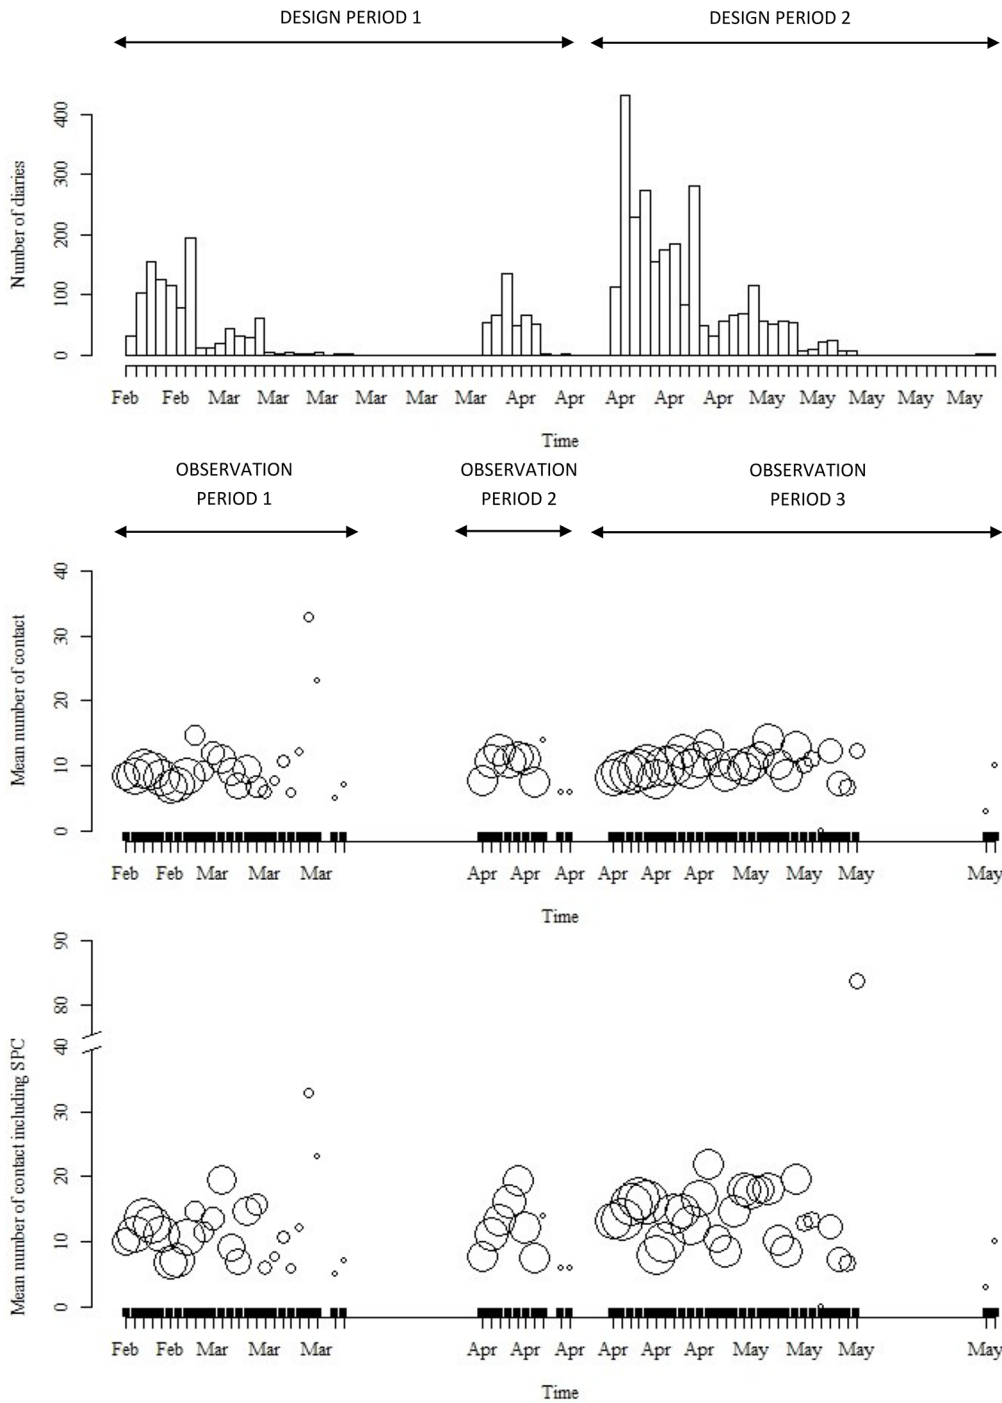 DESIGN PERIOD 1
DESIGN PERIOD 2
Number of diaries
400
300
200
100
0
Feb Feb Mar Mar Mar Mar Mar Mar Apr Apr Apr Apr Apr May May May May May
Time
OBSERVATION
PERIOD 1
OBSERVATION
PERIOD 2
OBSERVATION
PERIOD 3
Mean number of contact
40
30
20
10
0
Feb Feb Mar Mar Mar Apr Apr Apr Apr Apr Apr May May May May
Time
Mean number of contact including SPC
90
80
40
30
20
10
0
Feb Feb Mar Mar Mar Apr Apr Apr Apr Apr Apr May May May May
Time